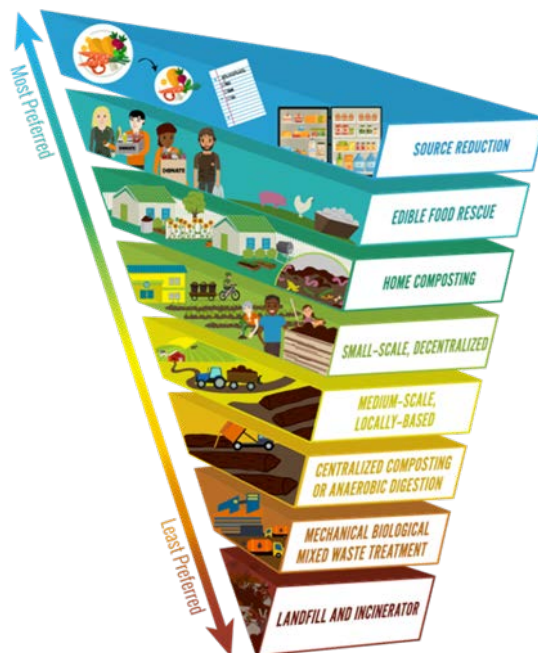 Most Preferred
SOURCE REDUCTION
DONATE
EDIBLE FOOD RESCUE
HOME COMPOSTING
SMALL-SCALE, DECENTRALIZED
MEDIUM-SCALE,
LOCALLY-BASED
CENTRALIZED COMPOSTING
OR ANAEROBIC DIGESTION
MECHANICAL BIOLOGICAL
MIXED WASTE TREATMENT
Least Preferred
LANDFILL AND INCINERATOR